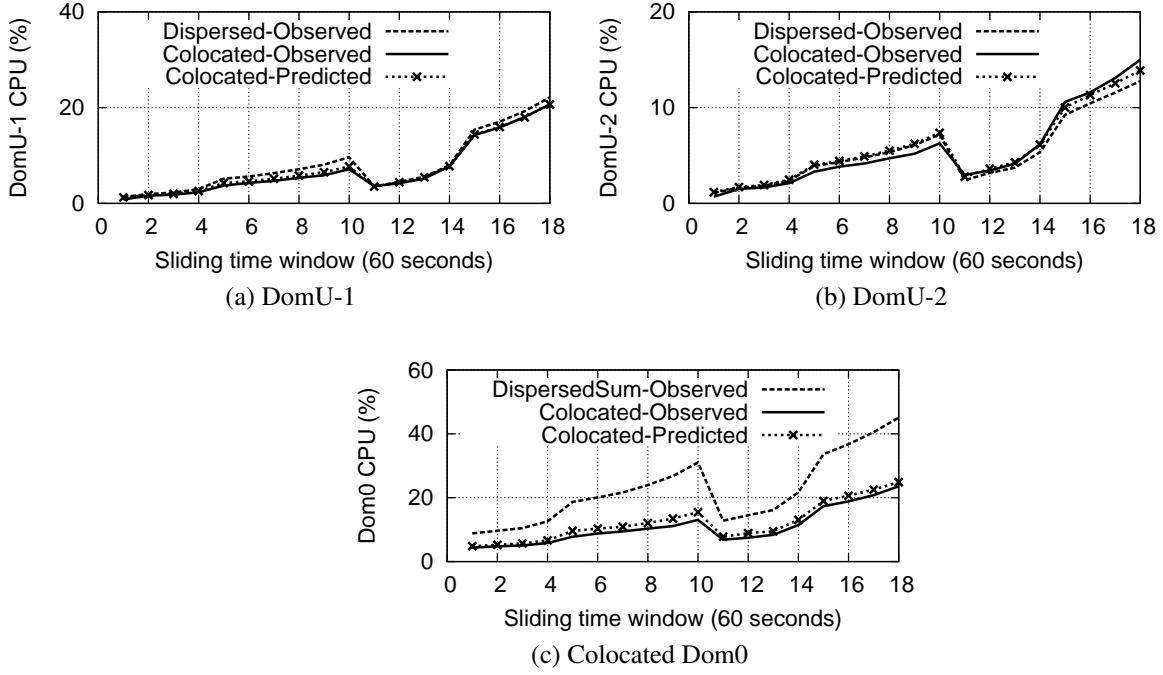 40
20
0
DomU-1 CPU (%)
Dispersed-Observed
Colocated-Observed
Colocated-Predicted
0 2 4 6 8 10 12 14 16 18
Sliding time window (60 seconds)
(a) DomU-1
20
10
0
DomU-2 CPU (%)
Dispersed-Observed
Colocated-Observed
Colocated-Predicted
0 2 4 6 8 10 12 14 16 18
Sliding time window (60 seconds)
(b) DomU-2
60
40
20
0
Dom0 CPU (%)
DispersedSum-Observed
Colocated-Observed
Colocated-Predicted
0 2 4 6 8 10 12 14 16 18
Sliding time window (60 seconds)
(c) Colocated Dom0